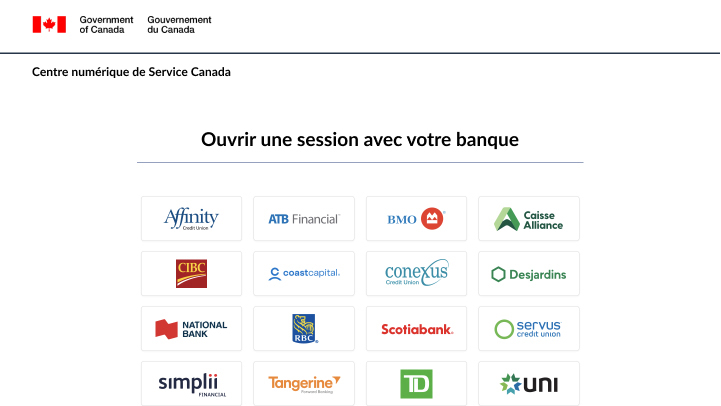 Government of Canada
Gouvernement du Canada
Centre numérique de Service Canada
Ouvrir une session avec votre banque
Affinity Credit Union
ATB Financial
BMO
Caisse Alliance
CIBC
coastcapital
conexus Credit Union
Desjardins
NATIONAL BANK
RBC
Scotiabank
servus credit union
simplii FINANCIAL
Tangerine Forward Banking
TD
UNI